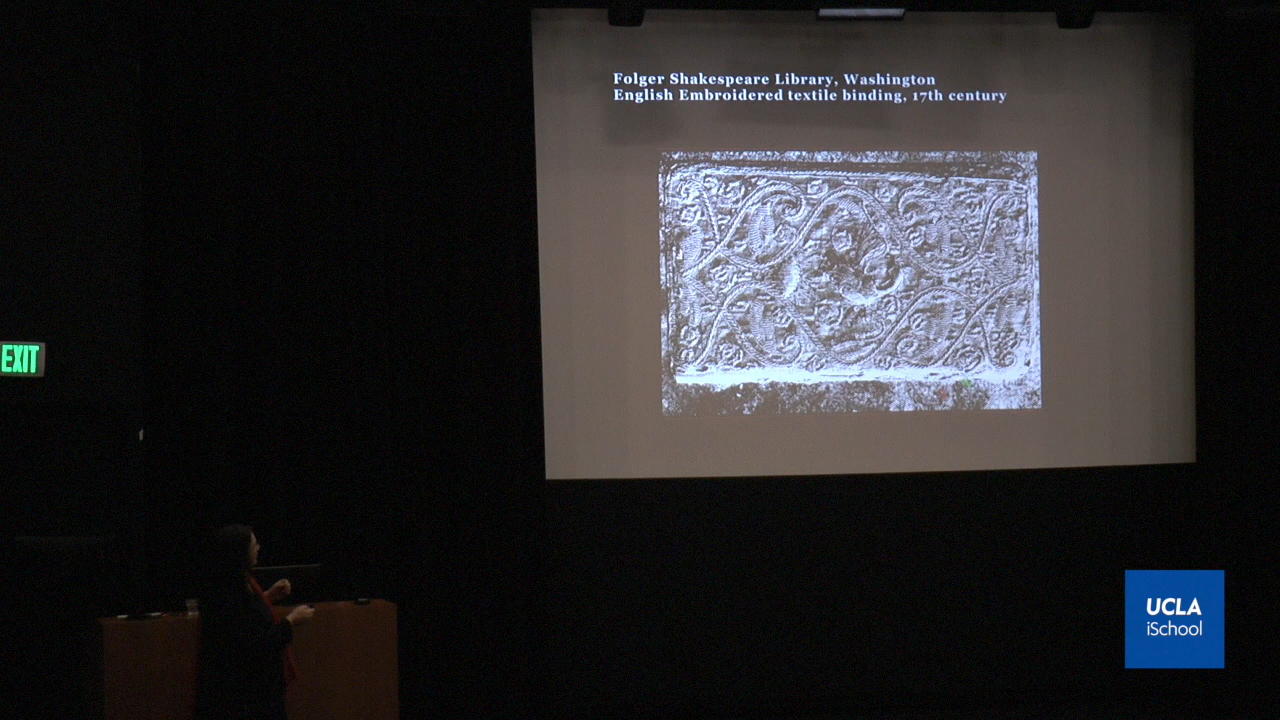 Folger Shakespeare Library, Washington
English Embroidered textile binding, 17th century
EXIT
UCLA
iSchool